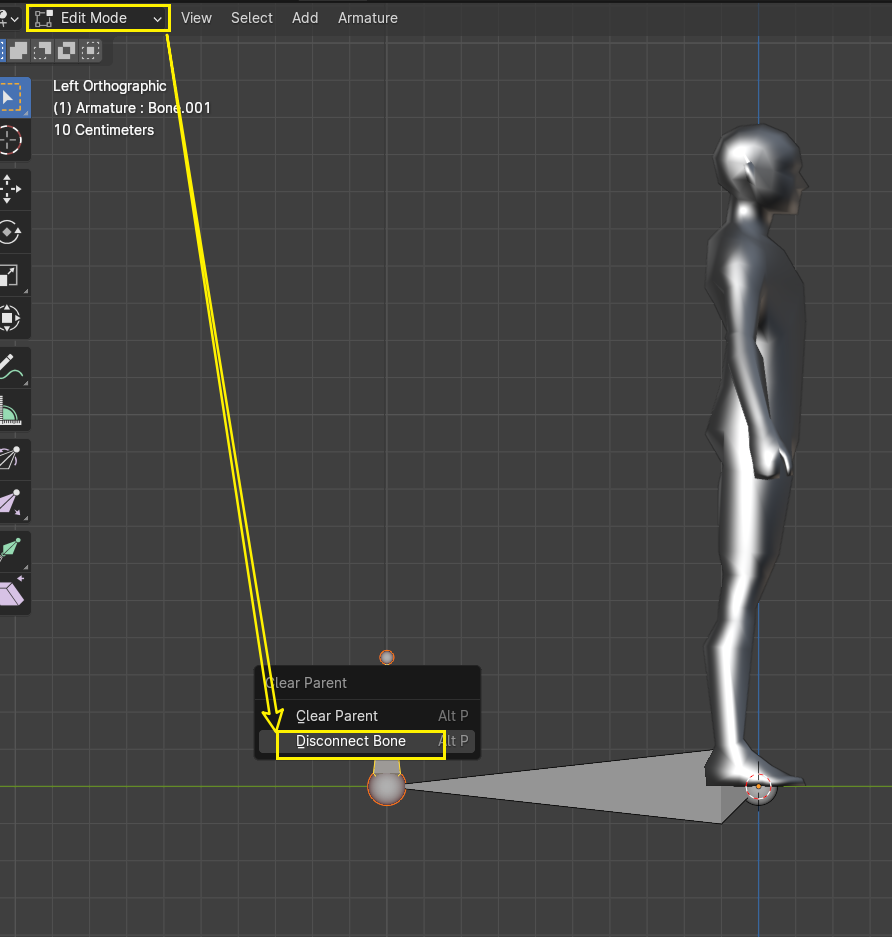 Edit Mode View Select Add Armature
Left Orthographic
(1) Armature : Bone.001
10 Centimeters
Clear Parent
Clear Parent Alt P
Disconnect Bone Alt P